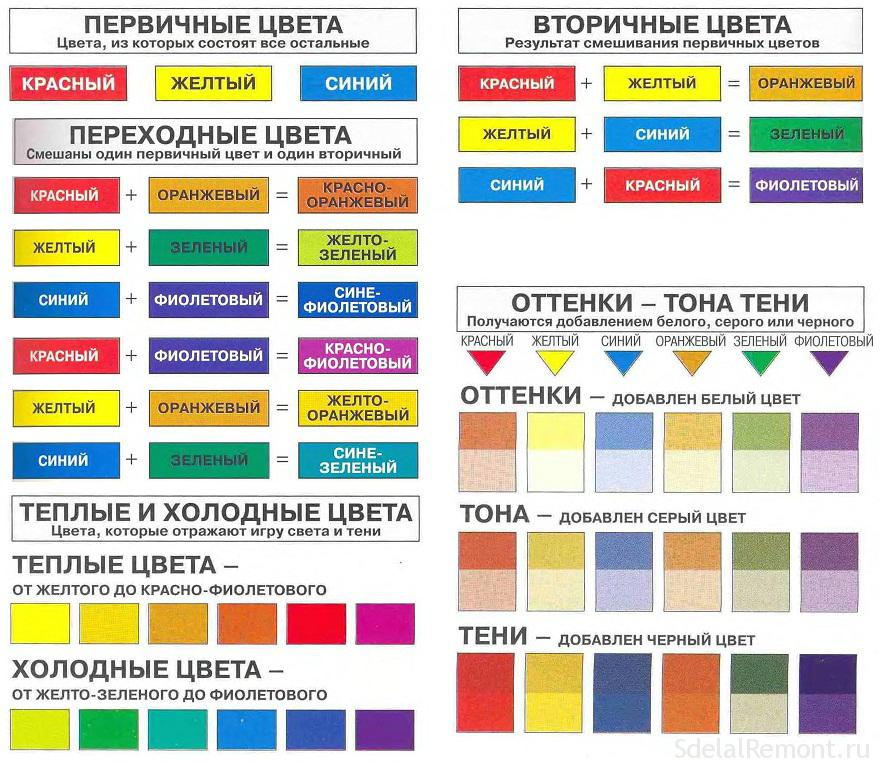 ПЕРВИЧНЫЕ ЦВЕТА
Цвета, из которых состоят все остальные
КРАСНЫЙ ЖЕЛТЫЙ СИНИЙ
ПЕРЕХОДНЫЕ ЦВЕТА
Смешаны один первичный цвет и один вторичный
КРАСНЫЙ + ОРАНЖЕВЫЙ = КРАСНО-
ОРАНЖЕВЫЙ
ЖЕЛТЫЙ + ЗЕЛЕНЫЙ = ЖЕЛТО-
ЗЕЛЕНЫЙ
СИНИЙ + ФИОЛЕТОВЫЙ = СИНЕ-
ФИОЛЕТОВЫЙ
КРАСНЫЙ + ФИОЛЕТОВЫЙ = КРАСНО-
ФИОЛЕТОВЫЙ
ЖЕЛТЫЙ + ОРАНЖЕВЫЙ = ЖЕЛТО-
ОРАНЖЕВЫЙ
СИНИЙ + ЗЕЛЕНЫЙ = СИНЕ-
ЗЕЛЕНЫЙ
ТЕПЛЫЕ И ХОЛОДНЫЕ ЦВЕТА
Цвета, которые отражают игру света и тени
ТЕПЛЫЕ ЦВЕТА –
ОТ ЖЕЛТОГО ДО КРАСНО-ФИОЛЕТОВОГО
ХОЛОДНЫЕ ЦВЕТА –
ОТ ЖЕЛТО-ЗЕЛЕНОГО ДО ФИОЛЕТОВОГО
ВТОРИЧНЫЕ ЦВЕТА
Результат смешивания первичных цветов
КРАСНЫЙ + ЖЕЛТЫЙ = ОРАНЖЕВЫЙ
ЖЕЛТЫЙ + СИНИЙ = ЗЕЛЕНЫЙ
СИНИЙ + КРАСНЫЙ = ФИОЛЕТОВЫЙ
ОТТЕНКИ – ТОНА ТЕНИ
Получаются добавлением белого, серого или черного
КРАСНЫЙ ЖЕЛТЫЙ СИНИЙ ОРАНЖЕВЫЙ ЗЕЛЕНЫЙ ФИОЛЕТОВЫЙ
ОТТЕНКИ – ДОБАВЛЕН БЕЛЫЙ ЦВЕТ
ТОНА – ДОБАВЛЕН СЕРЫЙ ЦВЕТ
ТЕНИ – ДОБАВЛЕН ЧЕРНЫЙ ЦВЕТ
SdelalRemont.ru